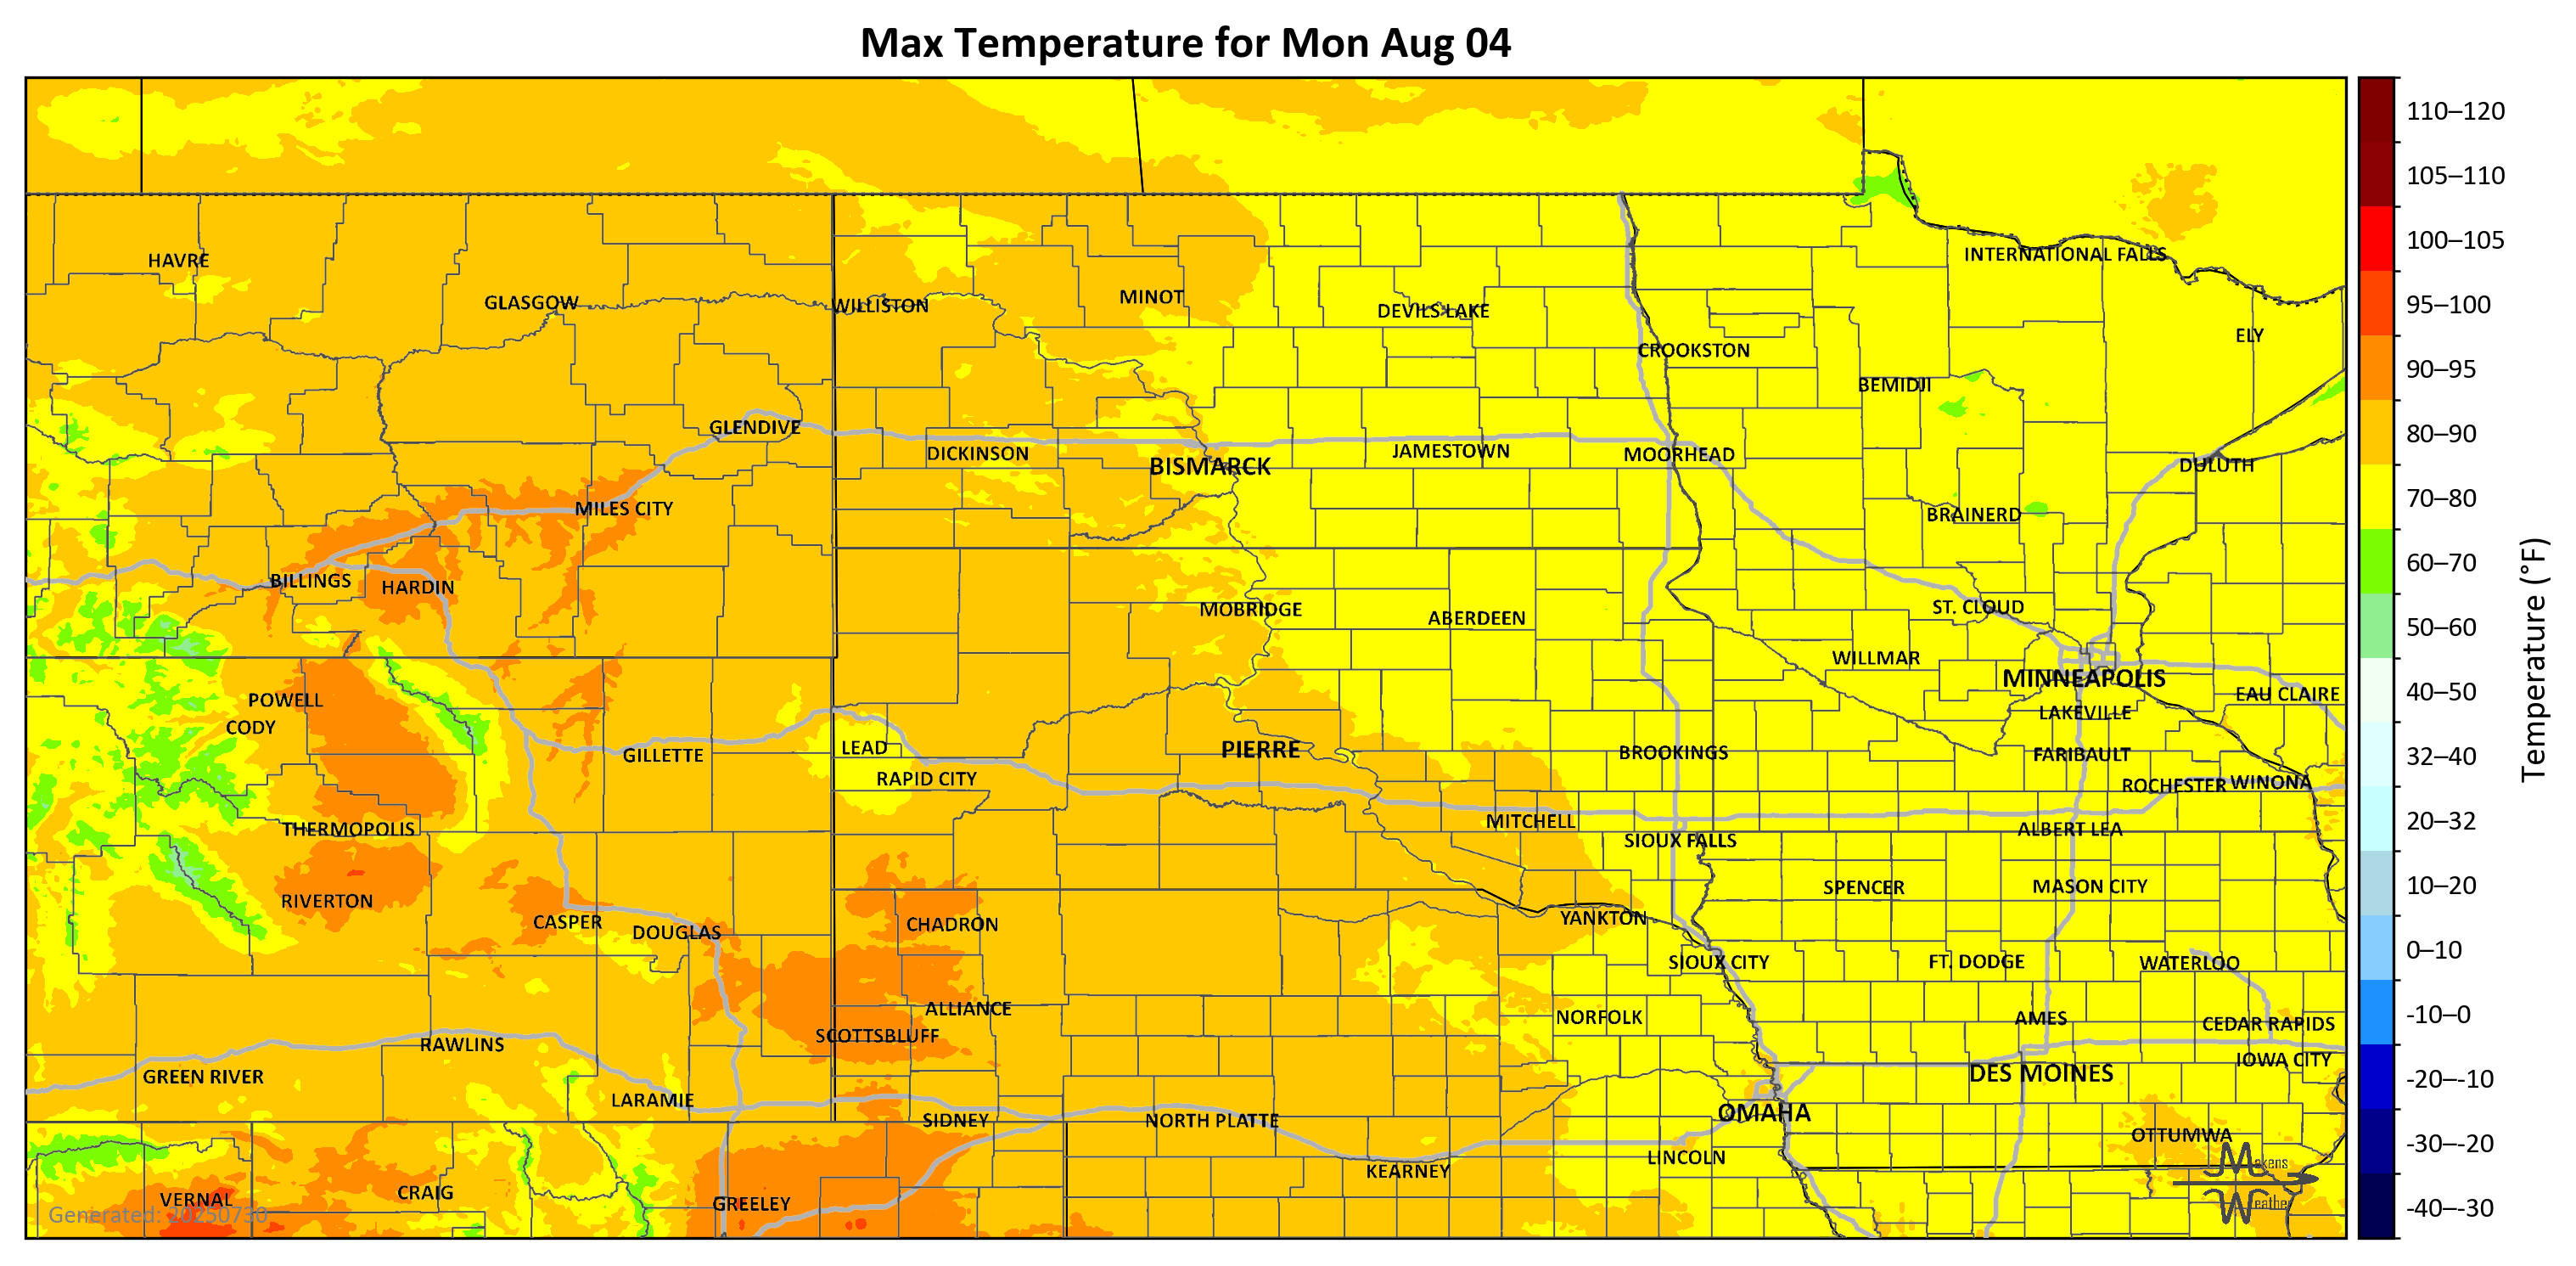 Max Temperature for Mon Aug 04
110–120
105–110
100–105
95–100
90–95
80–90
70–80
60–70
50–60
40–50
32–40
20–32
10–20
0–10
-10–0
-20–-10
-30–-20
-40–-30
Temperature (°F)
HAVRE
GLASGOW
WILLISTON
MINOT
DEVILS LAKE
INTERNATIONAL FALLS
CROOKSTON
ELY
BEMIDJI
GLENDIVE
DICKINSON
BISMARCK
JAMESTOWN
MOORHEAD
DULUTH
MILES CITY
BRAINERD
BILLINGS
HARDIN
MOBRIDGE
ABERDEEN
ST. CLOUD
WILLMAR
MINNEAPOLIS
EAU CLAIRE
POWELL
CODY
LAKEVILLE
GILLETTE
LEAD
PIERRE
BROOKINGS
FARIBAULT
RAPID CITY
ROCHESTER
WINONA
THERMOPOLIS
MITCHELL
SIOUX FALLS
ALBERT LEA
RIVERTON
SPENCER
MASON CITY
CASPER
DOUGLAS
CHADRON
YANKTON
SIOUX CITY
FT. DODGE
WATERLOO
ALLIANCE
NORFOLK
AMES
CEDAR RAPIDS
SCOTTSBLUFF
RAWLINS
IOWA CITY
GREEN RIVER
DES MOINES
LARAMIE
SIDNEY
NORTH PLATTE
OMAHA
OTTUMWA
KEARNEY
LINCOLN
VERNAL
CRAIG
GREELEY
Generated: 20250730
Makens
Weather